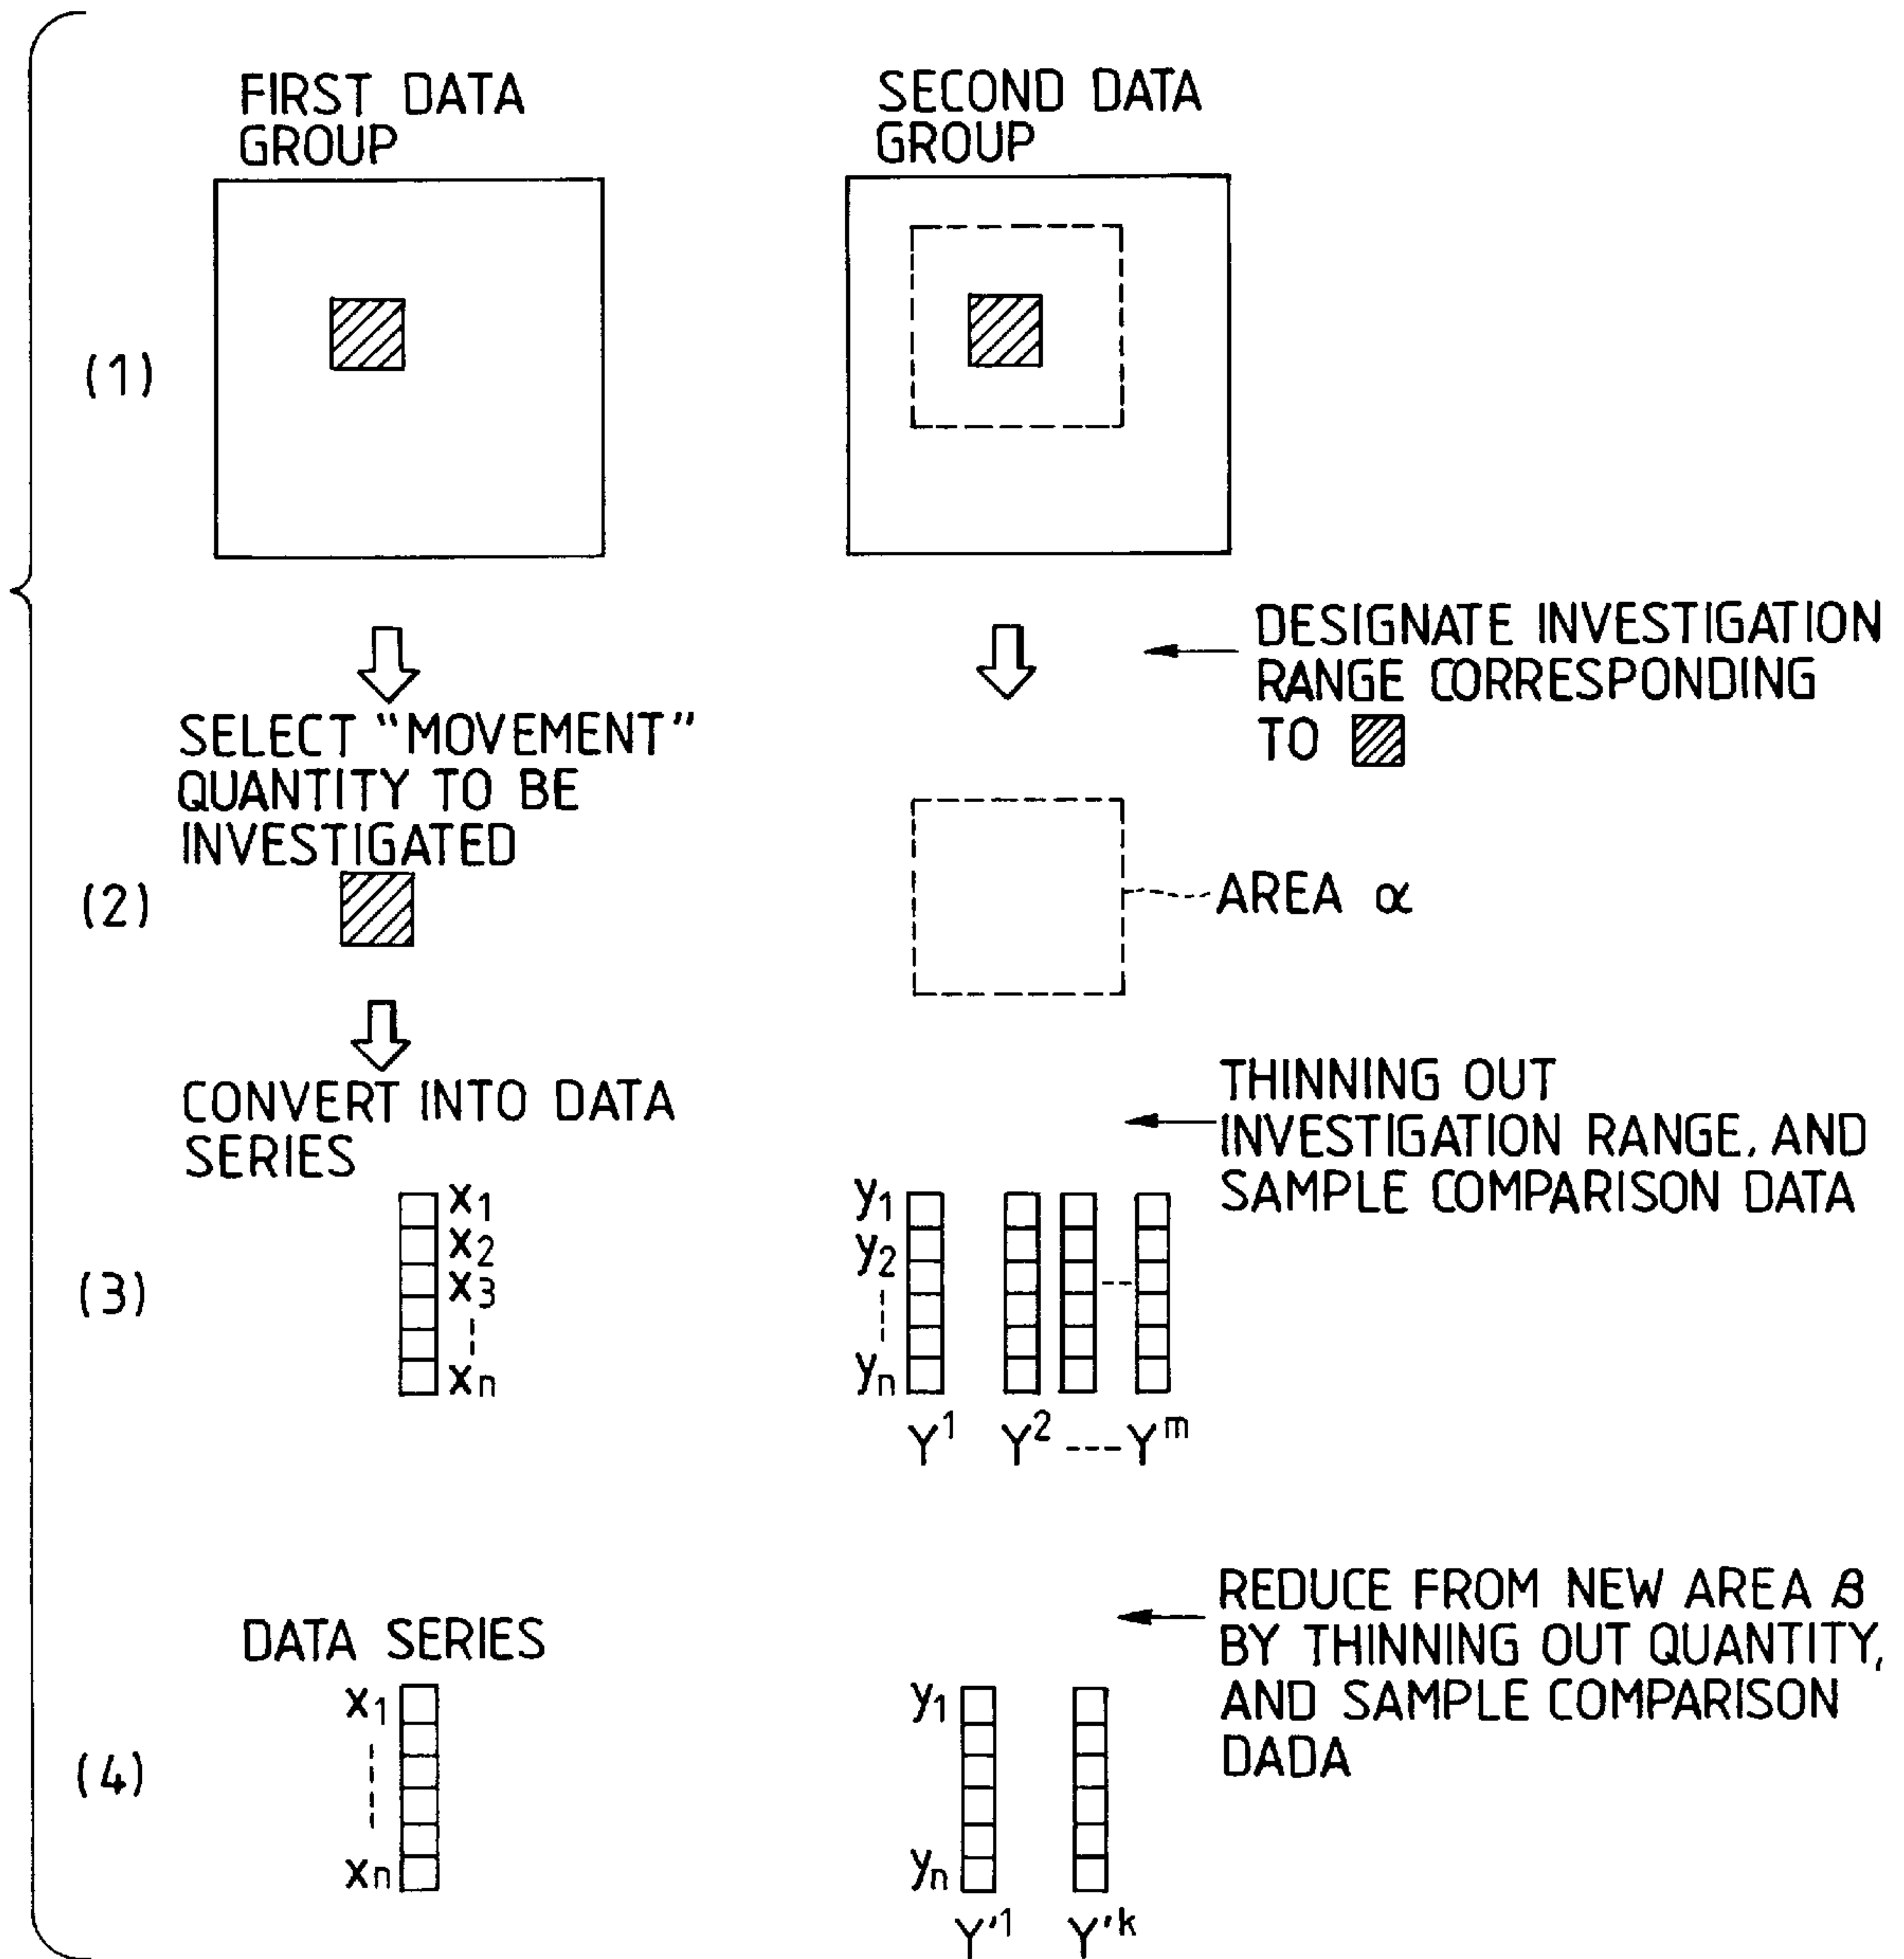 FIRST DATA
GROUP
SECOND DATA
GROUP
(1)
DESIGNATE INVESTIGATION
RANGE CORRESPONDING
TO
SELECT "MOVEMENT"
QUANTITY TO BE
INVESTIGATED
(2)
AREA α
CONVERT INTO DATA
SERIES
THINNING OUT
INVESTIGATION RANGE, AND
SAMPLE COMPARISON DATA
(3)
x1
x2
x3
xn
y1
y2
yn
Y1 Y2 ---- Ym
REDUCE FROM NEW AREA β
BY THINNING OUT QUANTITY,
AND SAMPLE COMPARISON
DADA
DATA SERIES
(4)
x1
xn
y1
yn
Y'1 Y'k